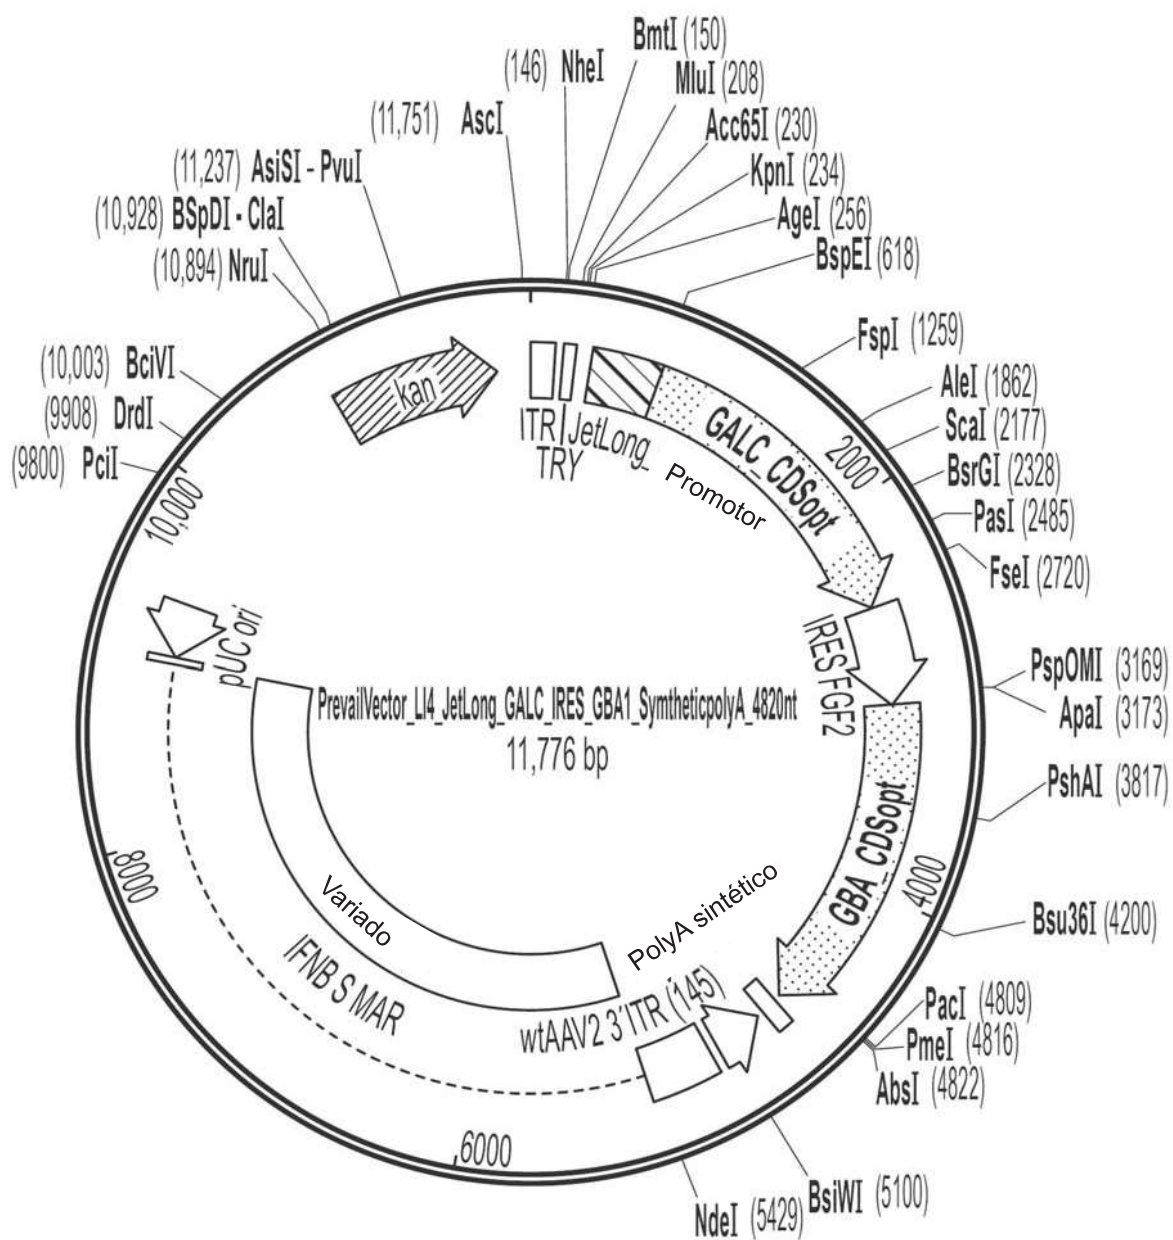 BmtI (150)
(146) NheI
MluI (208)
(11,751) AscI
Acc65I (230)
KpnI (234)
(11,237) AsiSI - PvuI
AgeI (256)
(10,928) BSpDI - ClaI
BspEI (618)
(10,894) NruI
FspI (1259)
(10,003) BciVI
AleI (1862)
(9908) DrdI
ScaI (2177)
(9800) PciI
BsrGI (2328)
PasI (2485)
FseI (2720)
PspOMI (3169)
ApaI (3173)
PshAI (3817)
Bsu36I (4200)
PacI (4809)
PmeI (4816)
AbsI (4822)
BsiWI (5100)
NdeI (5429)
2000
4000
6000
8000
10,000
kan
ITR
TRY
JetLong_
Promotor
GALC_CDSopt
IRES FGF2
GBA_CDSopt
PolyA sintético
wtAAV2 3´ITR (145)
Variado
IFNB S MAR
pUC ori
PrevailVector_LI4_JetLong_GALC_IRES_GBA1_SymtheticpolyA_4820nt
11,776 bp